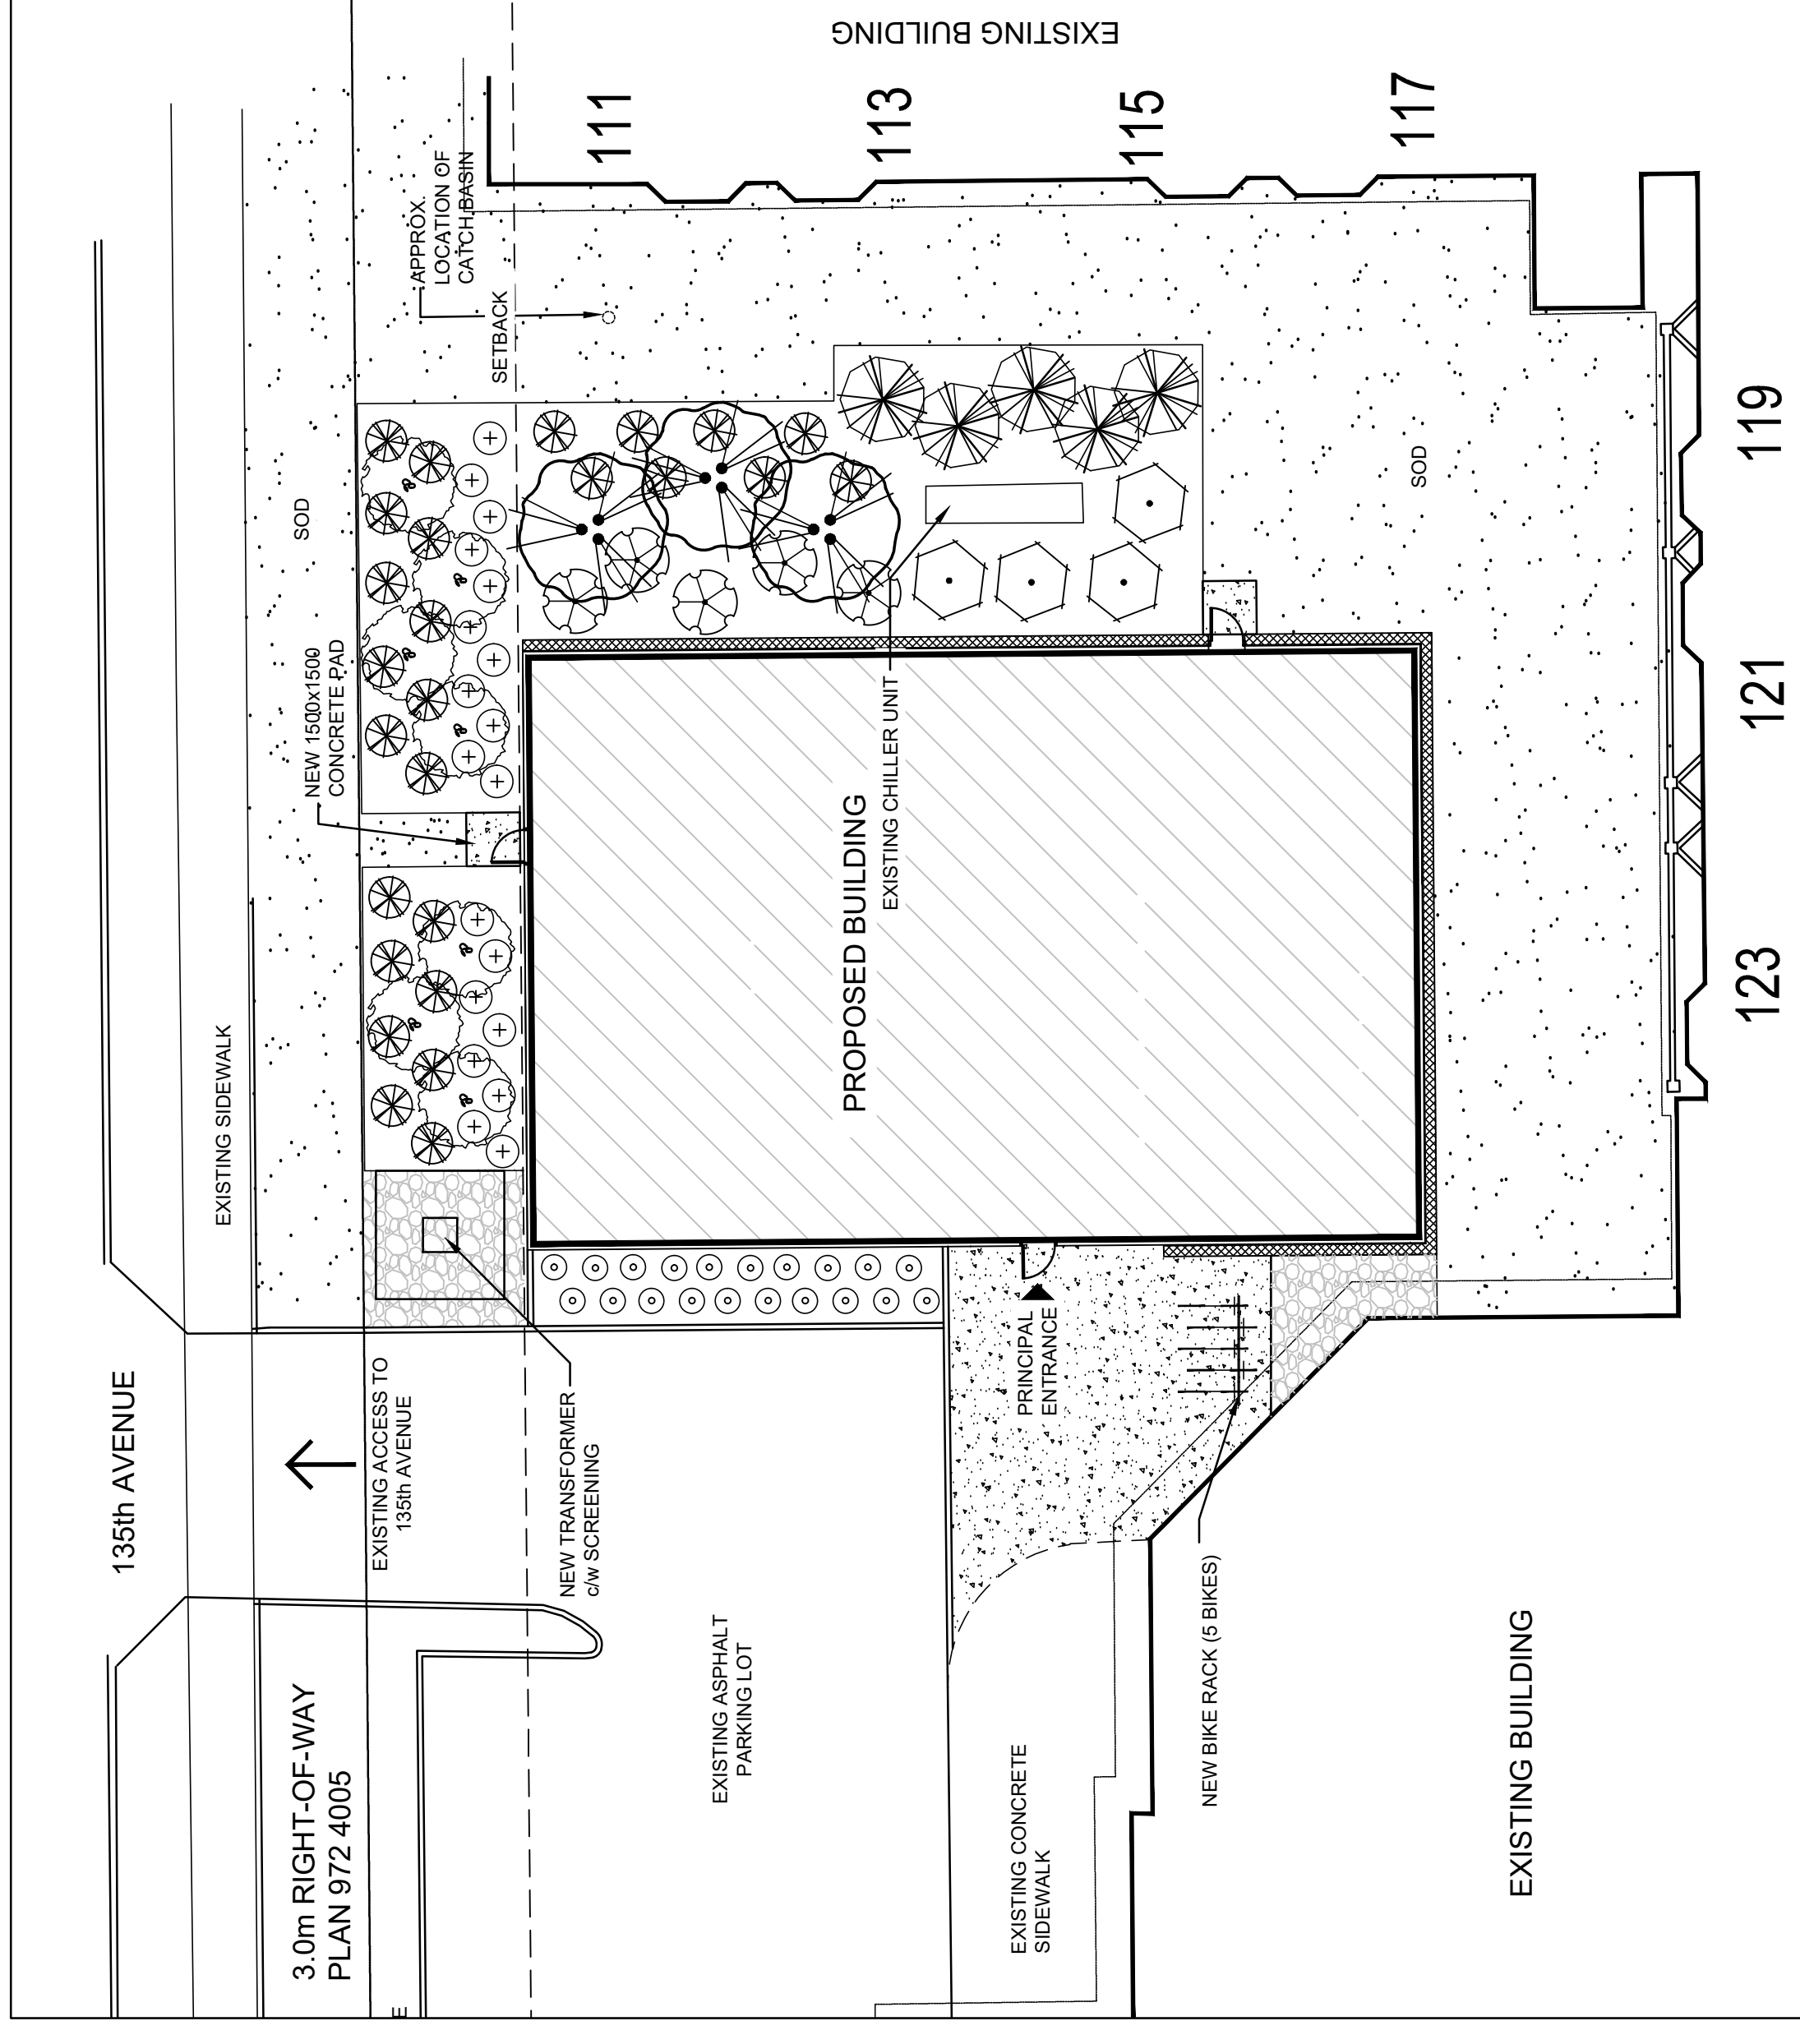 135th AVENUE
3.0m RIGHT-OF-WAY
PLAN 972 4005
E
EXISTING SIDEWALK
EXISTING ACCESS TO
135th AVENUE
SOD
NEW 1500x1500
CONCRETE PAD
APPROX.
LOCATION OF
CATCH BASIN
SETBACK
NEW TRANSFORMER
c/w SCREENING
EXISTING ASPHALT
PARKING LOT
PROPOSED BUILDING
EXISTING CHILLER UNIT
EXISTING BUILDING
111
113
115
117
PRINCIPAL
ENTRANCE
EXISTING CONCRETE
SIDEWALK
NEW BIKE RACK (5 BIKES)
SOD
EXISTING BUILDING
123
121
119